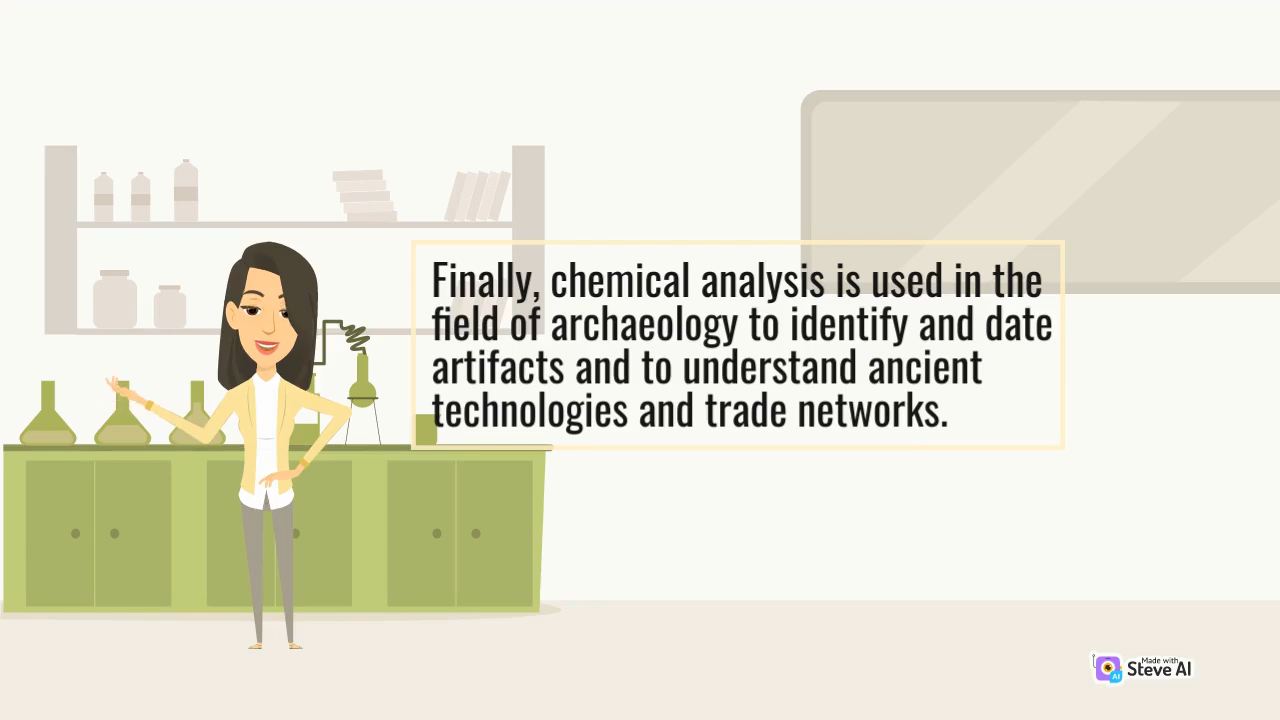 Finally, chemical analysis is used in the
field of archaeology to identify and date
artifacts and to understand ancient
technologies and trade networks.
Made with
Steve AI
AI